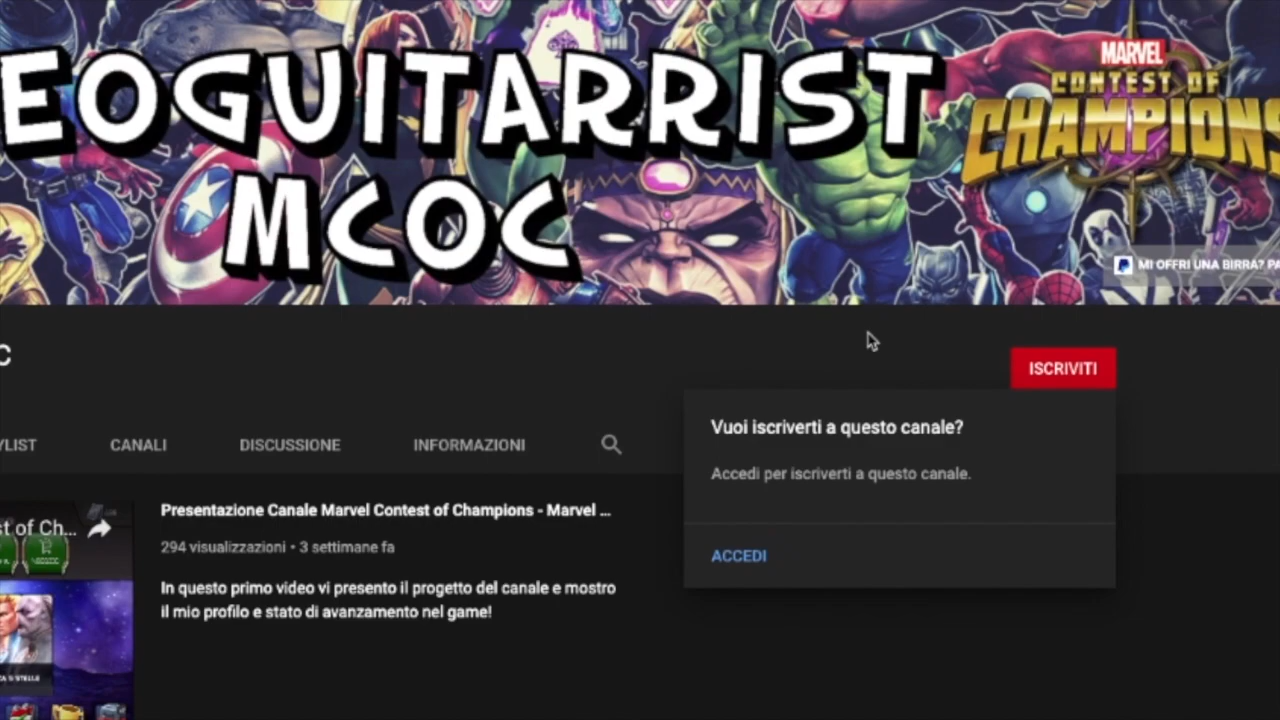 EOGUITARRIST
MCOC
MARVEL
CONTEST OF
CHAMPIONS
MI OFFRI UNA BIRRA? PA
C
ISCRIVITI
Vuoi iscriverti a questo canale?
Accedi per iscriverti a questo canale.
ACCEDI
YLIST
CANALI
DISCUSSIONE
INFORMAZIONI
st of Ch...
Presentazione Canale Marvel Contest of Champions - Marvel ...
294 visualizzazioni • 3 settimane fa
In questo primo video vi presento il progetto del canale e mostro
il mio profilo e stato di avanzamento nel game!